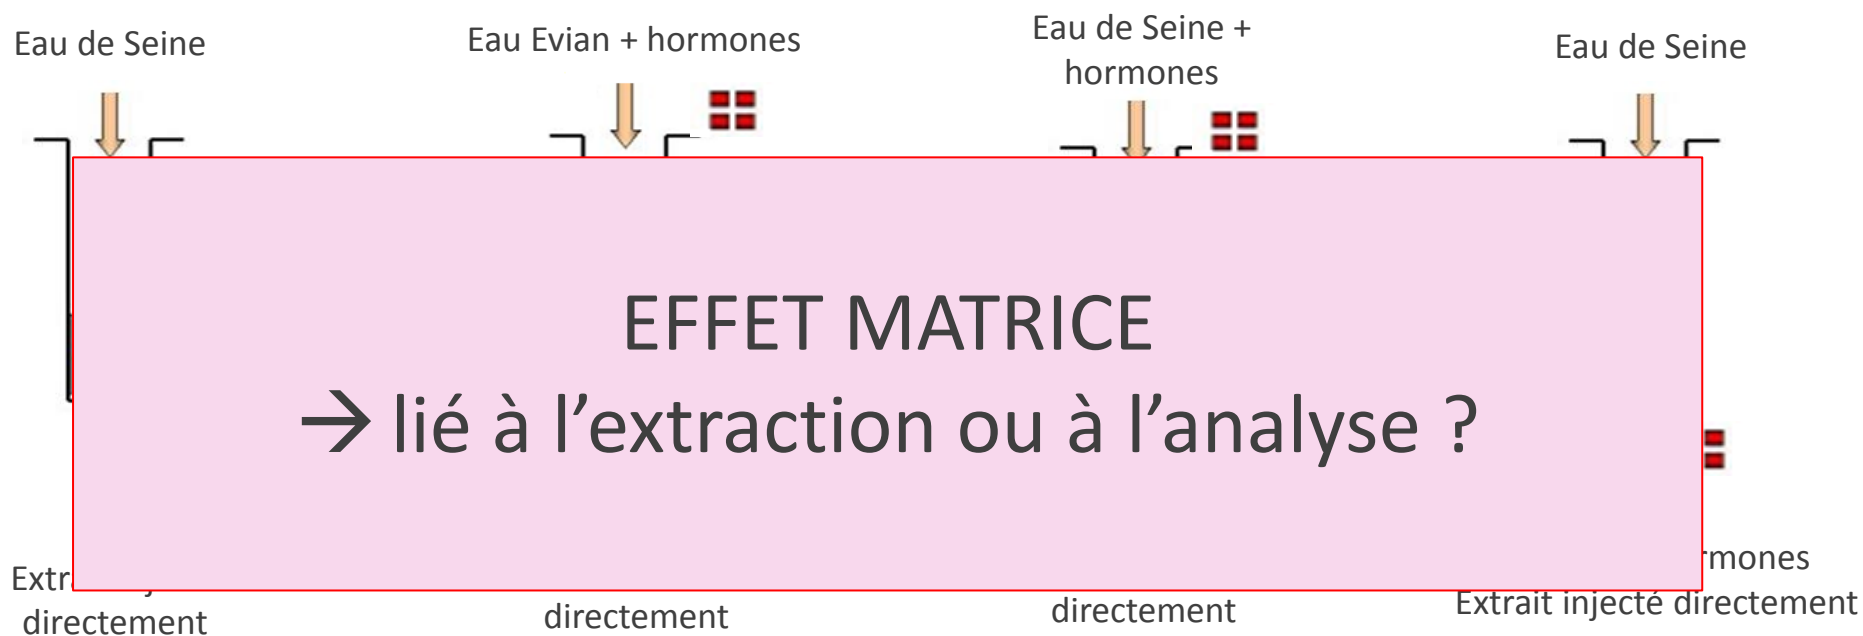 Eau de Seine
Eau Evian + hormones
Eau de Seine +
hormones
Eau de Seine
EFFET MATRICE
→ lié à l'extraction ou à l'analyse ?
directement
directement
directement
Extrait injecté directement